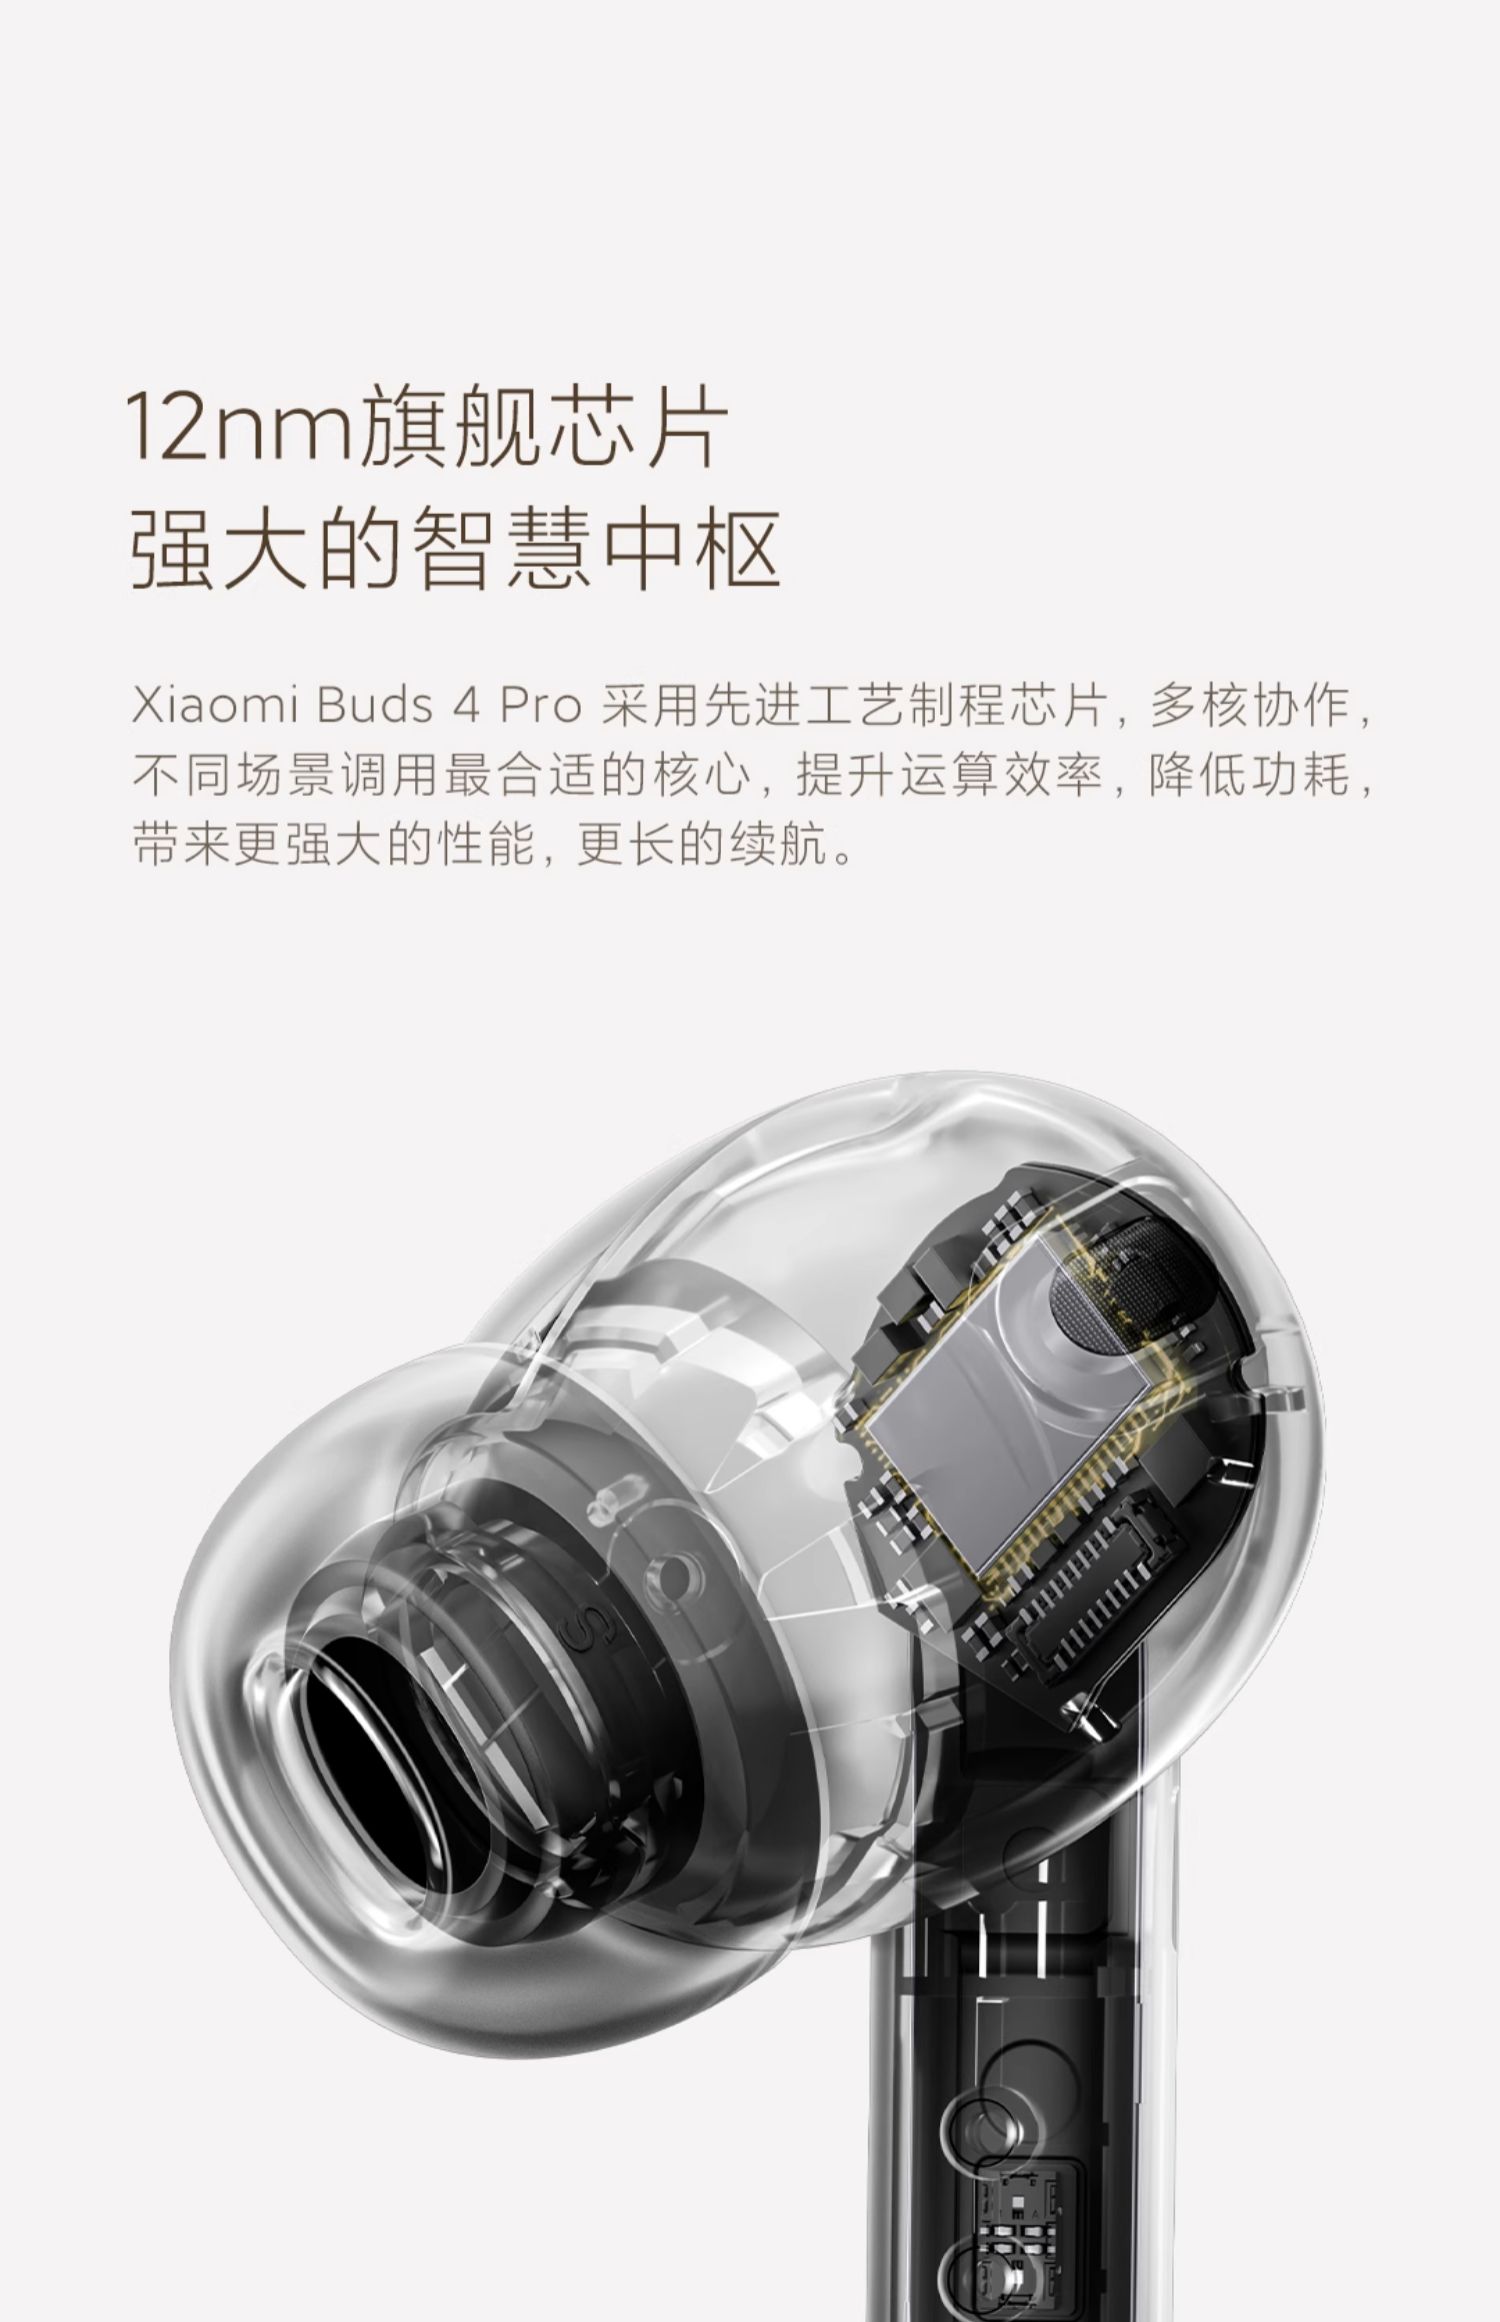 12nm旗舰芯片
强大的智慧中枢
Xiaomi Buds 4 Pro 采用先进工艺制程芯片，多核协作，
不同场景调用最合适的核心，提升运算效率，降低功耗，
带来更强大的性能，更长的续航。
S